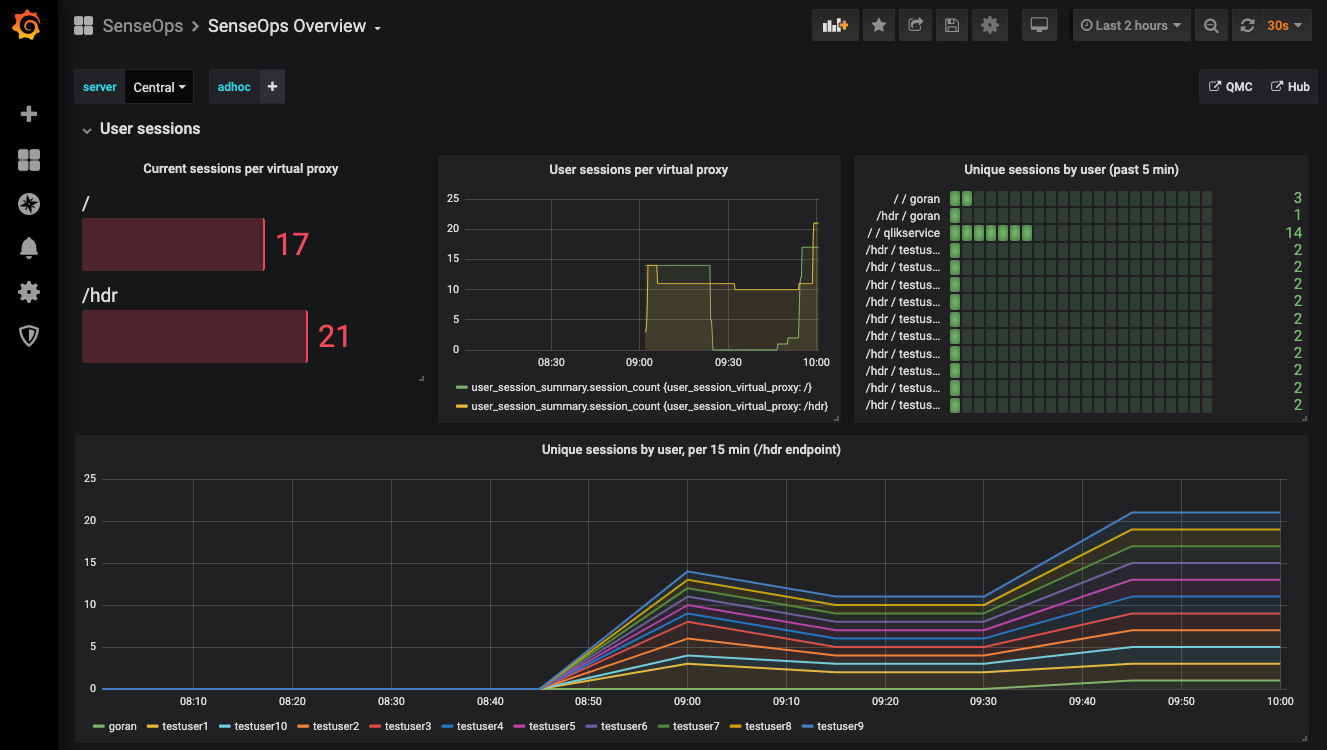 SenseOps > SenseOps Overview
Last 2 hours
30s
server Central
adhoc +
QMC
Hub
User sessions
Current sessions per virtual proxy
/
17
/hdr
21
User sessions per virtual proxy
25
20
15
10
5
0
08:30 09:00 09:30 10:00
user_session_summary.session_count {user_session_virtual_proxy: /}
user_session_summary.session_count {user_session_virtual_proxy: /hdr}
Unique sessions by user (past 5 min)
/ / goran 3
/hdr / goran 1
/ / qlikservice 14
/hdr / testus... 2
/hdr / testus... 2
/hdr / testus... 2
/hdr / testus... 2
/hdr / testus... 2
/hdr / testus... 2
/hdr / testus... 2
/hdr / testus... 2
/hdr / testus... 2
/hdr / testus... 2
Unique sessions by user, per 15 min (/hdr endpoint)
25
20
15
10
5
0
08:10 08:20 08:30 08:40 08:50 09:00 09:10 09:20 09:30 09:40 09:50 10:00
goran testuser1 testuser10 testuser2 testuser3 testuser4 testuser5 testuser6 testuser7 testuser8 testuser9